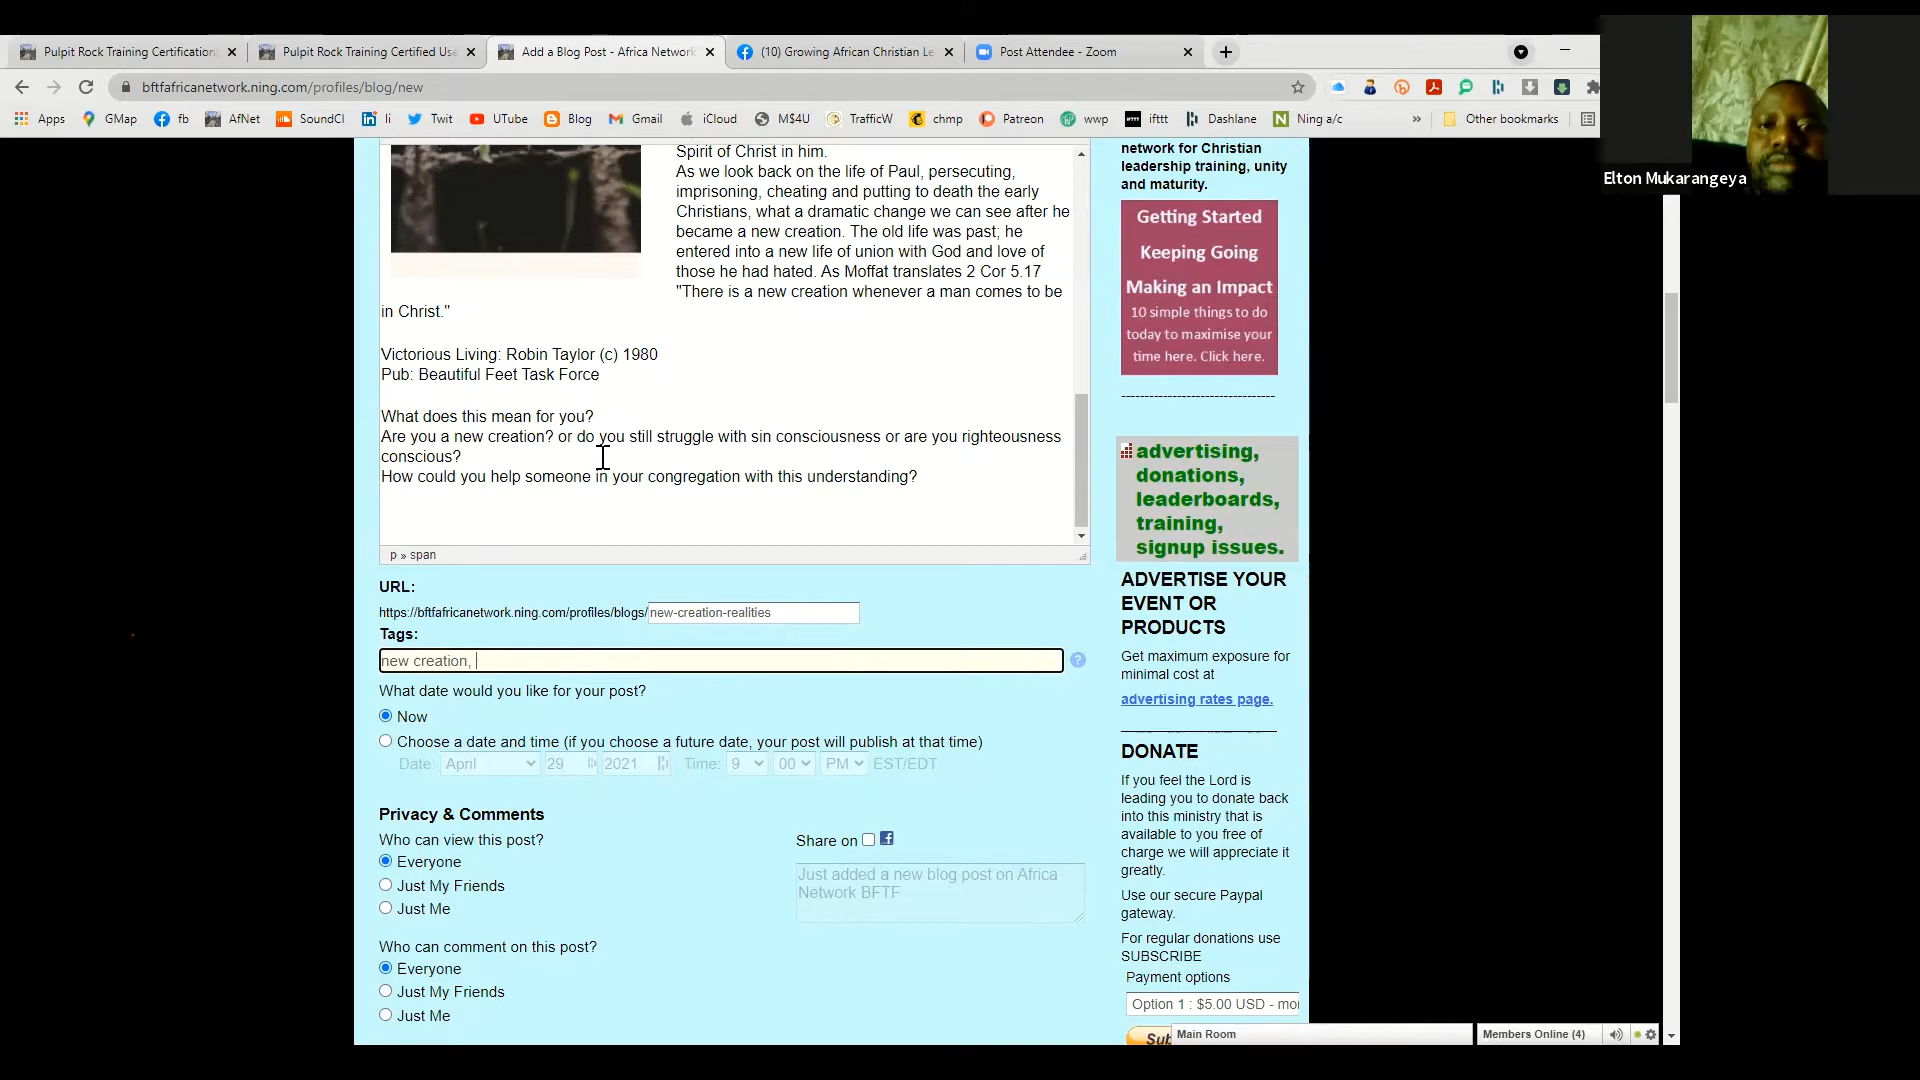 Pulpit Rock Training Certifications
Pulpit Rock Training Certified Use
Add a Blog Post - Africa Network
(10) Growing African Christian Le
Post Attendee - Zoom
bftfafricanetwork.ning.com/profiles/blog/new
Apps
GMap
fb
AfNet
SoundCl
li
Twit
UTube
Blog
Gmail
iCloud
M$4U
TrafficW
chmp
Patreon
wwp
ifttt
Dashlane
Ning a/c
»
Other bookmarks
Elton Mukarangeya
Spirit of Christ in him.
As we look back on the life of Paul, persecuting,
imprisoning, cheating and putting to death the early
Christians, what a dramatic change we can see after he
became a new creation. The old life was past; he
entered into a new life of union with God and love of
those he had hated. As Moffat translates 2 Cor 5.17
"There is a new creation whenever a man comes to be
in Christ."
Victorious Living: Robin Taylor (c) 1980
Pub: Beautiful Feet Task Force
What does this mean for you?
Are you a new creation? or do you still struggle with sin consciousness or are you righteousness
conscious?
How could you help someone in your congregation with this understanding?
p » span
URL:
https://bftfafricanetwork.ning.com/profiles/blogs/ new-creation-realities
Tags:
new creation,
?
What date would you like for your post?
Now
Choose a date and time (if you choose a future date, your post will publish at that time)
Date: April 29 2021 Time: 9 00 PM EST/EDT
Privacy & Comments
Who can view this post?
Everyone
Just My Friends
Just Me
Share on
Just added a new blog post on Africa
Network BFTF
Who can comment on this post?
Everyone
Just My Friends
Just Me
network for Christian
leadership training, unity
and maturity.
Getting Started
Keeping Going
Making an Impact
10 simple things to do
today to maximise your
time here. Click here.
--------------------------------
advertising,
donations,
leaderboards,
training,
signup issues.
ADVERTISE YOUR
EVENT OR
PRODUCTS
Get maximum exposure for
minimal cost at
advertising rates page.
DONATE
If you feel the Lord is
leading you to donate back
into this ministry that is
available to you free of
charge we will appreciate it
greatly.
Use our secure Paypal
gateway.
For regular donations use
SUBSCRIBE
Payment options
Option 1 : $5.00 USD - mon
Sub
Main Room
Members Online (4)